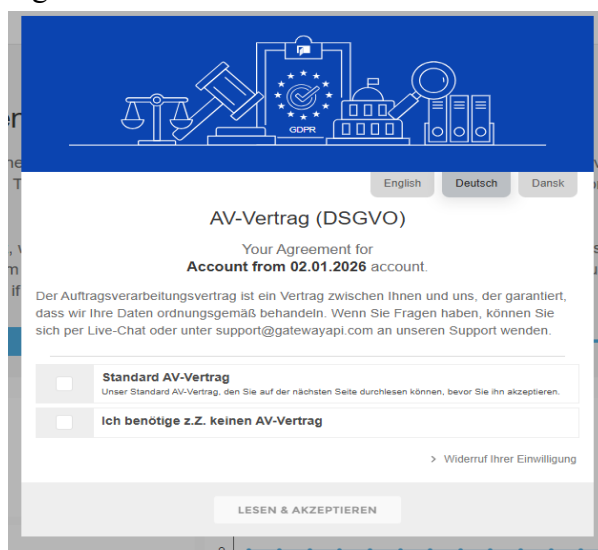 GDPR
English Deutsch Dansk
AV-Vertrag (DSGVO)
Your Agreement for
Account from 02.01.2026 account.
Der Auftragsverarbeitungsvertrag ist ein Vertrag zwischen Ihnen und uns, der garantiert,
dass wir Ihre Daten ordnungsgemäß behandeln. Wenn Sie Fragen haben, können Sie
sich per Live-Chat oder unter support@gatewayapi.com an unseren Support wenden.
Standard AV-Vertrag
Unser Standard AV-Vertrag, den Sie auf der nächsten Seite durchlesen können, bevor Sie ihn akzeptieren.
Ich benötige z.Z. keinen AV-Vertrag
> Widerruf Ihrer Einwilligung
LESEN & AKZEPTIEREN